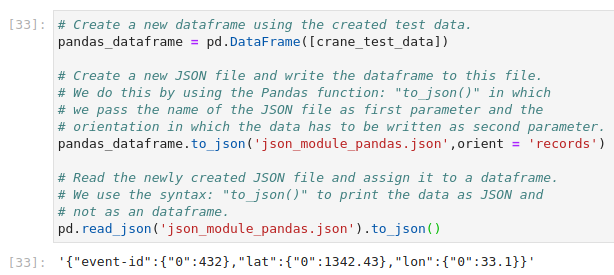 [33]: # Create a new dataframe using the created test data.
pandas_dataframe = pd.DataFrame([crane_test_data])
# Create a new JSON file and write the dataframe to this file.
# We do this by using the Pandas function: "to_json()" in which
# we pass the name of the JSON file as first parameter and the
# orientation in which the data has to be written as second parameter.
pandas_dataframe.to_json('json_module_pandas.json',orient = 'records')
# Read the newly created JSON file and assign it to a dataframe.
# We use the syntax: "to_json()" to print the data as JSON and
# not as an dataframe.
pd.read_json('json_module_pandas.json').to_json()
[33]: '{"event-id":{"0":432},"lat":{"0":1342.43},"lon":{"0":33.1}}'